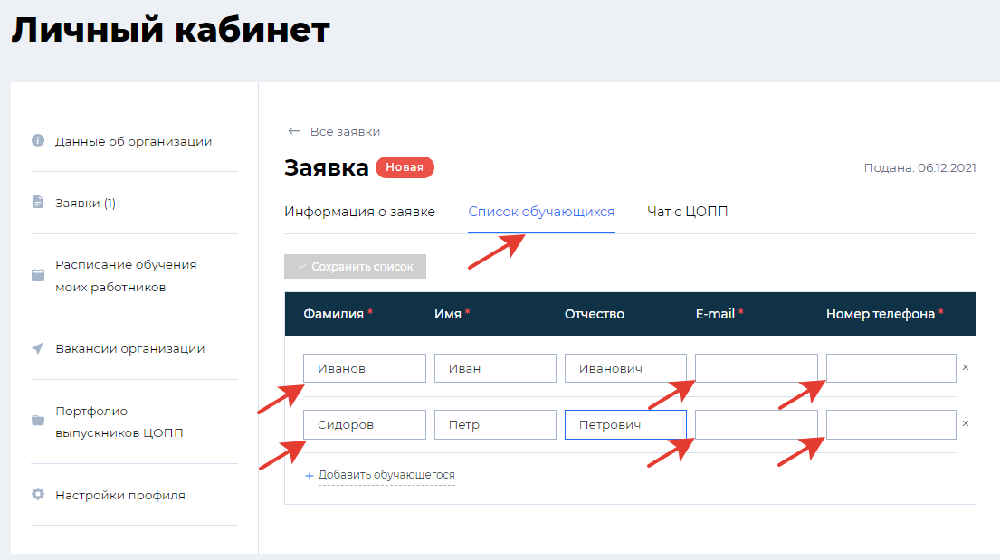 Личный кабинет
Данные об организации
Заявки (1)
Расписание обучения
моих работников
Вакансии организации
Портфолио
выпускников ЦОПП
Настройки профиля
← Все заявки
Заявка Новая Подана: 06.12.2021
Информация о заявке Список обучающихся Чат с ЦОПП
Сохранить список
Фамилия * Имя * Отчество E-mail * Номер телефона *
Иванов Иван Иванович ×
Сидоров Петр Петрович ×
+ Добавить обучающегося